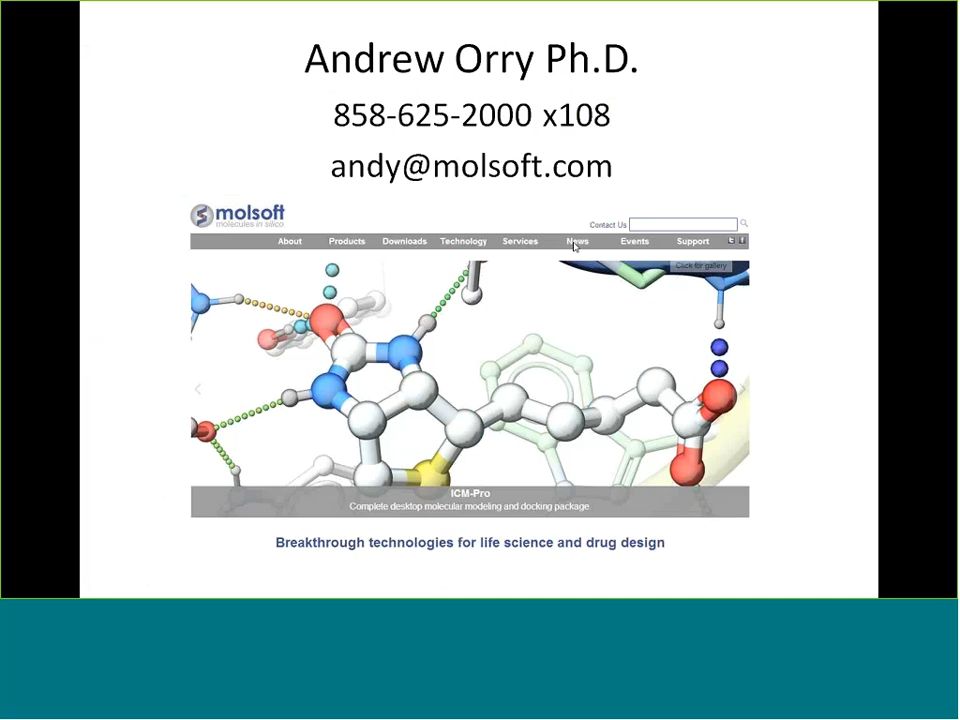 Andrew Orry Ph.D.
858-625-2000 x108
andy@molsoft.com
molsoft
molecules in silico
Contact Us
About Products Downloads Technology Services News Events Support
Click for gallery
ICM-Pro
Complete desktop molecular modeling and docking package
Breakthrough technologies for life science and drug design